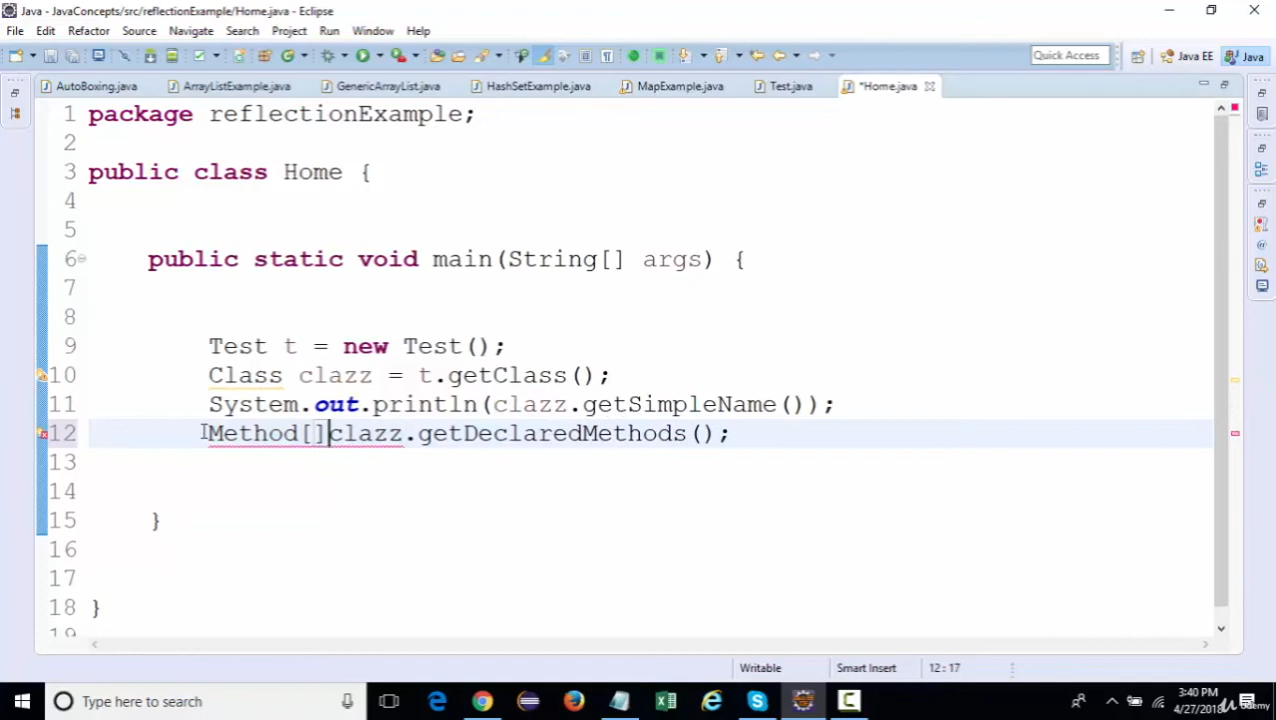 Java - JavaConcepts/src/reflectionExample/Home.java - Eclipse
File Edit Refactor Source Navigate Search Project Run Window Help
Quick Access Java EE Java
AutoBoxing.java ArrayListExample.java GenericArrayList.java HashSetExample.java MapExample.java Test.java *Home.java
1 package reflectionExample;
2
3 public class Home {
4
5
6 public static void main(String[] args) {
7
8
9 Test t = new Test();
10 Class clazz = t.getClass();
11 System.out.println(clazz.getSimpleName());
12 Method[]clazz.getDeclaredMethods();
13
14
15 }
16
17
18 }
19
Writable Smart Insert 12 : 17
Type here to search
3:40 PM
4/27/2018
Udemy